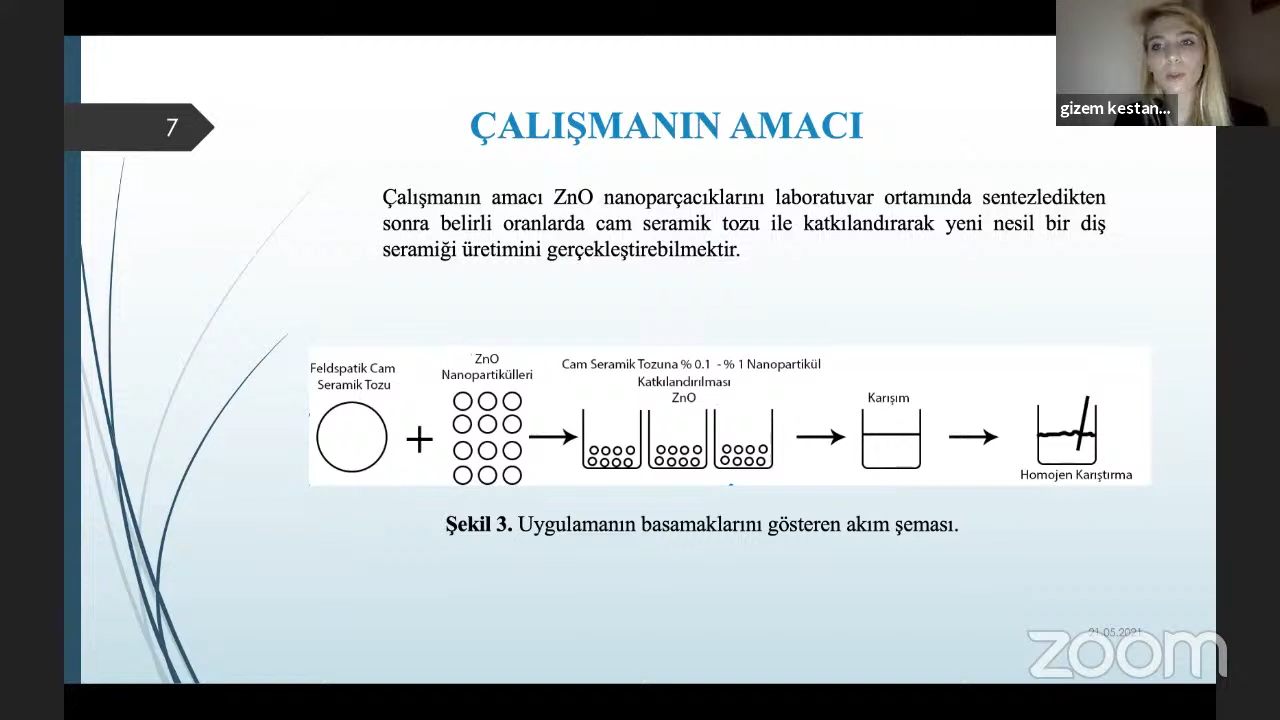 7
ÇALIŞMANIN AMACI
gizem kestan...
Çalışmanın amacı ZnO nanoparçacıklarını laboratuvar ortamında sentezledikten
sonra belirli oranlarda cam seramik tozu ile katkılandırarak yeni nesil bir diş
seramiği üretimini gerçekleştirebilmektir.
Feldspatik Cam
Seramik Tozu
ZnO
Nanopartikülleri
Cam Seramik Tozuna % 0.1 - % 1 Nanopartikül
Katkılandırılması
ZnO
Karışım
Homojen Karıştırma
Şekil 3. Uygulamanın basamaklarını gösteren akım şeması.
21.05.2021
zoom